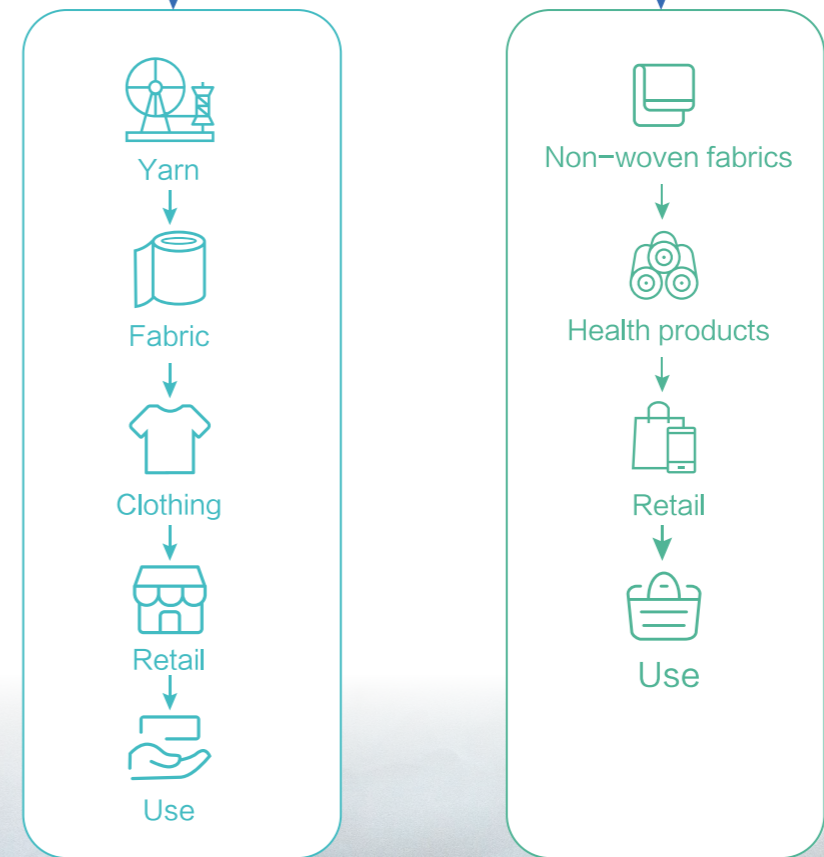 Yarn
Fabric
Clothing
Retail
Use
Non-woven fabrics
Health products
Retail
Use